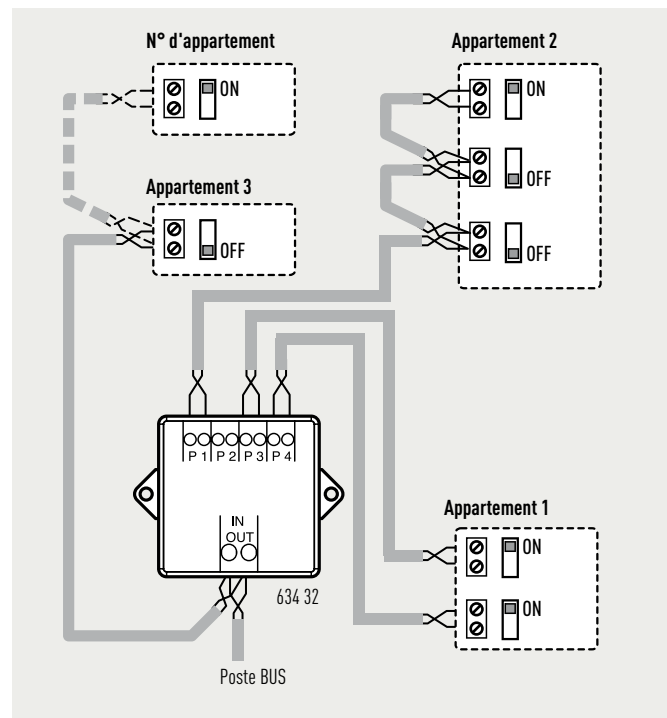 N° d'appartement
ON
Appartement 2
ON
OFF
OFF
Appartement 3
OFF
P 1 P 2 P 3 P 4
IN
OUT
634 32
Poste BUS
Appartement 1
ON
ON